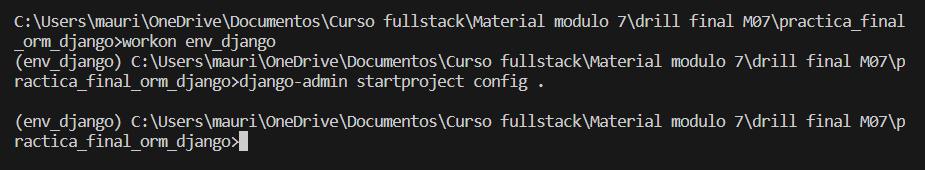 C:\Users\mauri\OneDrive\Documentos\Curso fullstack\Material modulo 7\drill final M07\practica_final
_orm_django>workon env_django
(env_django) C:\Users\mauri\OneDrive\Documentos\Curso fullstack\Material modulo 7\drill final M07\p
ractica_final_orm_django>django-admin startproject config .
(env_django) C:\Users\mauri\OneDrive\Documentos\Curso fullstack\Material modulo 7\drill final M07\p
ractica_final_orm_django>